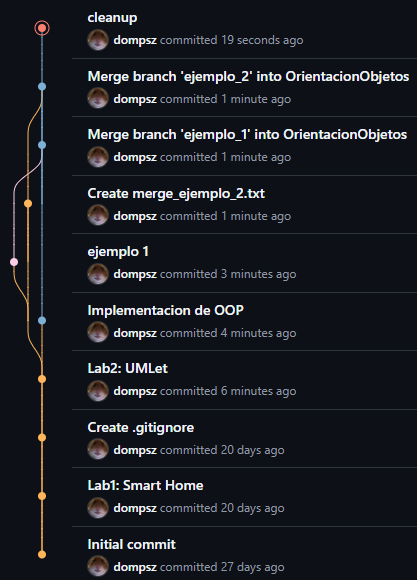 cleanup
dompsz committed 19 seconds ago
Merge branch 'ejemplo_2' into OrientacionObjetos
dompsz committed 1 minute ago
Merge branch 'ejemplo_1' into OrientacionObjetos
dompsz committed 1 minute ago
Create merge_ejemplo_2.txt
dompsz committed 1 minute ago
ejemplo 1
dompsz committed 3 minutes ago
Implementacion de OOP
dompsz committed 4 minutes ago
Lab2: UMLet
dompsz committed 6 minutes ago
Create .gitignore
dompsz committed 20 days ago
Lab1: Smart Home
dompsz committed 20 days ago
Initial commit
dompsz committed 27 days ago